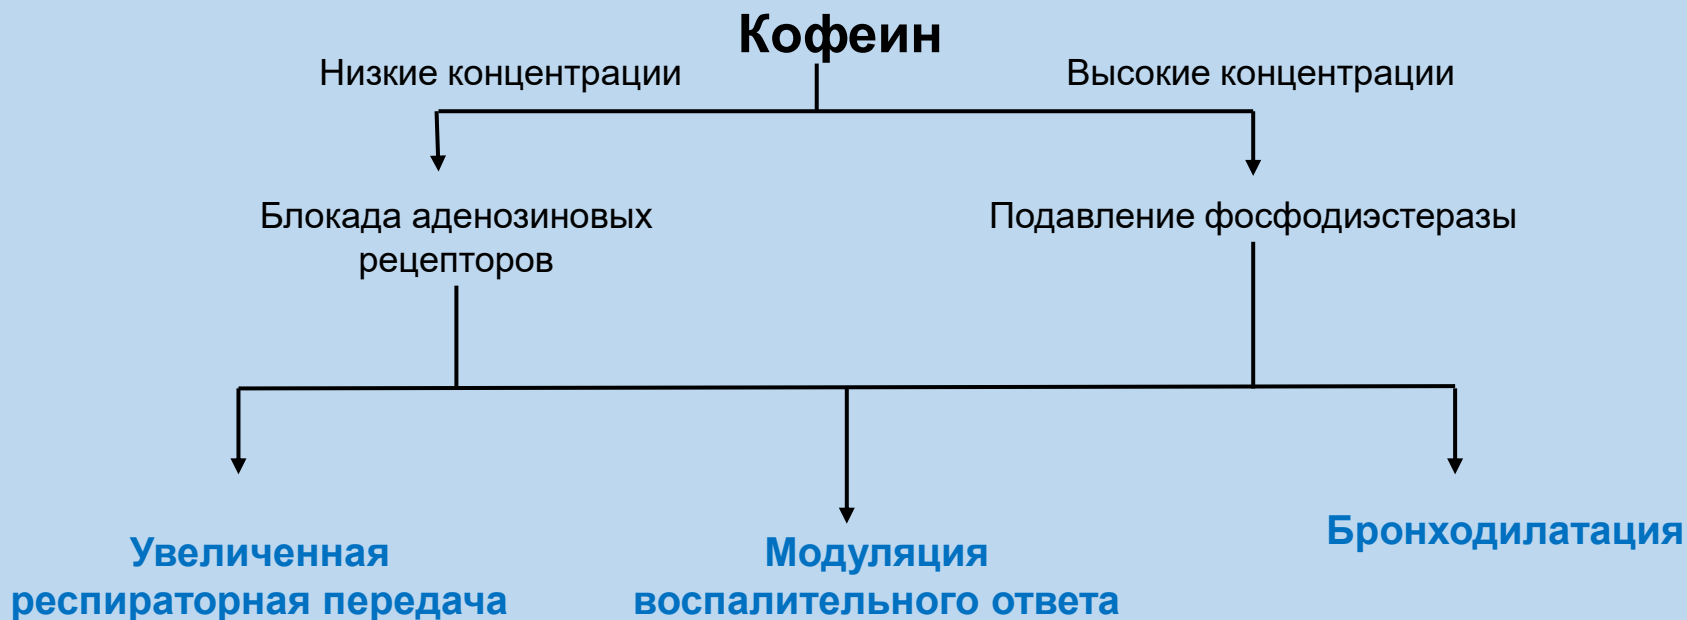 Кофеин
Низкие концентрации
Высокие концентрации
Блокада аденозиновых
рецепторов
Подавление фосфодиэстеразы
Увеличенная
респираторная передача
Модуляция
воспалительного ответа
Бронходилатация